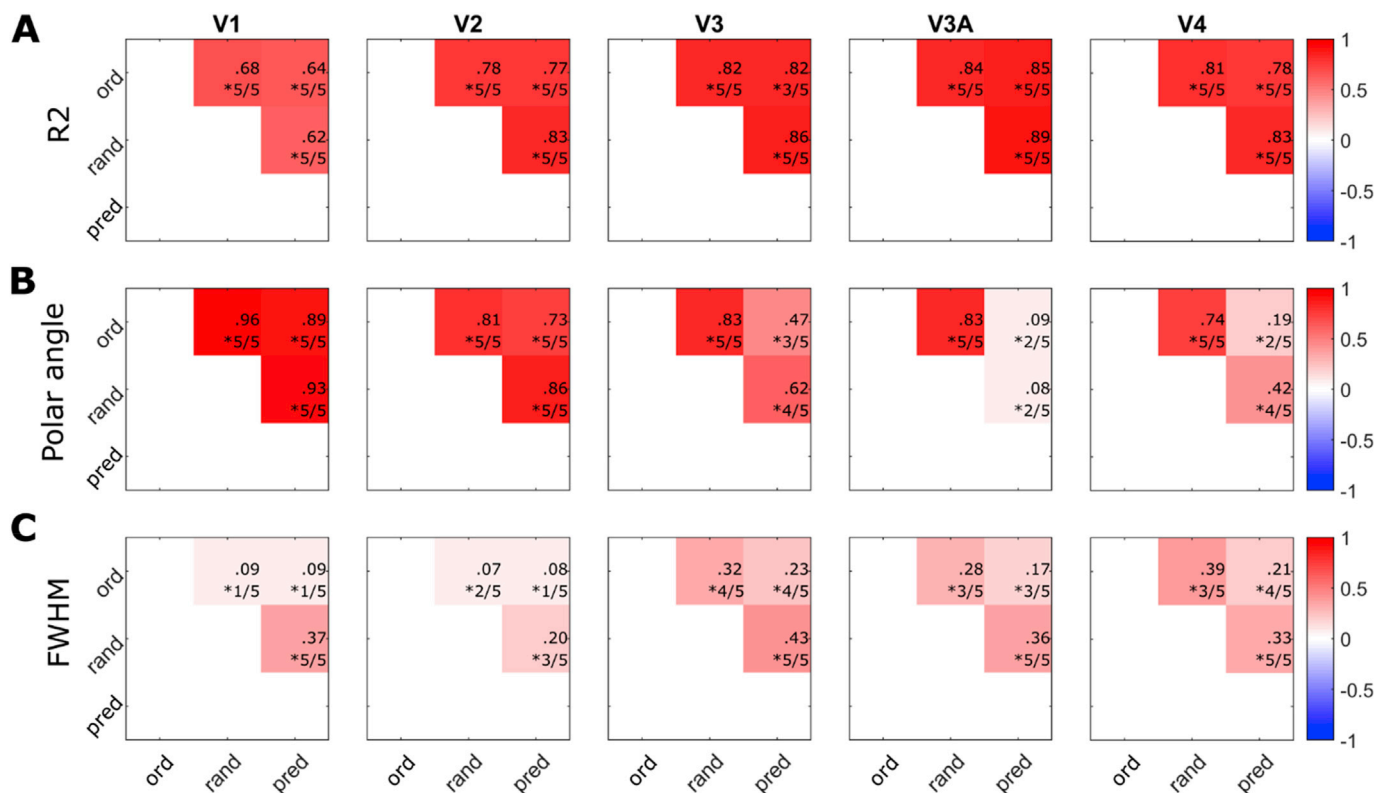 A
V1 V2 V3 V3A V4
R2
ord
rand
pred
.68 .64 .78 .77 .82 .82 .84 .85 .81 .78
*5/5 *5/5 *5/5 *5/5 *5/5 *3/5 *5/5 *5/5 *5/5 *5/5
.62 .83 .86 .89 .83
*5/5 *5/5 *5/5 *5/5 *5/5
1
0.5
0
-0.5
-1
B
Polar angle
ord
rand
pred
.96 .89 .81 .73 .83 .47 .83 .09 .74 .19
*5/5 *5/5 *5/5 *5/5 *5/5 *3/5 *5/5 *2/5 *5/5 *2/5
.93 .86 .62 .08 .42
*5/5 *5/5 *4/5 *2/5 *4/5
1
0.5
0
-0.5
-1
C
FWHM
ord
rand
pred
.09 .09 .07 .08 .32 .23 .28 .17 .39 .21
*1/5 *1/5 *2/5 *1/5 *4/5 *4/5 *3/5 *3/5 *3/5 *4/5
.37 .20 .43 .36 .33
*5/5 *3/5 *5/5 *5/5 *5/5
1
0.5
0
-0.5
-1
ord rand pred ord rand pred ord rand pred ord rand pred ord rand pred